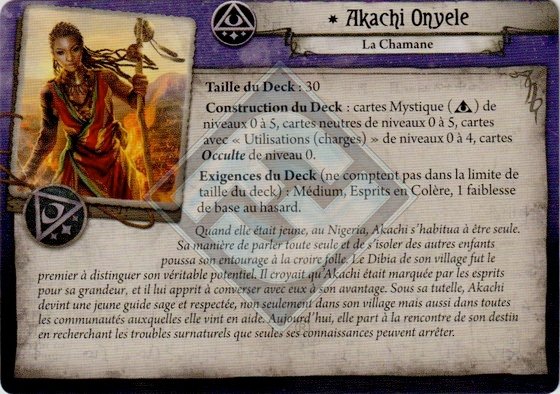 Akachi Onyele
La Chamane
Taille du Deck : 30
Construction du Deck : cartes Mystique () de
niveaux 0 à 5, cartes neutres de niveaux 0 à 5, cartes
avec « Utilisations (charges) » de niveaux 0 à 4, cartes
Occulte de niveau 0.
Exigences du Deck (ne comptent pas dans la limite de
taille du deck) : Médium, Esprits en Colère, 1 faiblesse
de base au hasard.
Quand elle était jeune, au Nigeria, Akachi s'habitua à être seule.
Sa manière de parler toute seule et de s'isoler des autres enfants
poussa son entourage à la croire folle. Le Dibia de son village fut le
premier à distinguer son véritable potentiel. Il croyait qu'Akachi était marquée par les esprits
pour sa grandeur, et il lui apprit à converser avec eux à son avantage. Sous sa tutelle, Akachi
devint une jeune guide sage et respectée, non seulement dans son village mais aussi dans toutes
les communautés auxquelles elle vint en aide. Aujourd'hui, elle part à la rencontre de son destin
en recherchant les troubles surnaturels que seules ses connaissances peuvent arrêter.